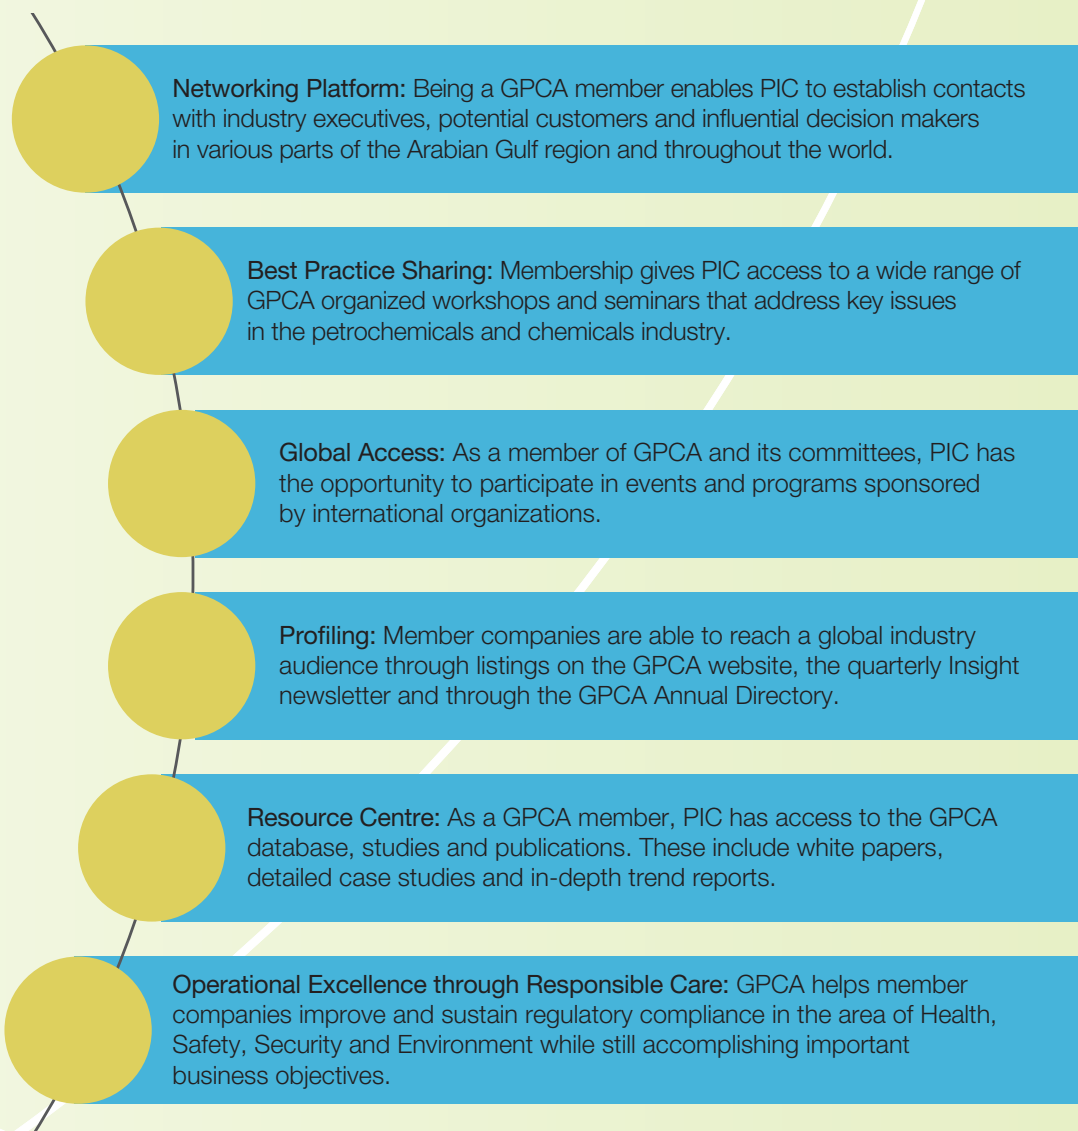 Networking Platform: Being a GPCA member enables PIC to establish contacts
with industry executives, potential customers and influential decision makers
in various parts of the Arabian Gulf region and throughout the world.
Best Practice Sharing: Membership gives PIC access to a wide range of
GPCA organized workshops and seminars that address key issues
in the petrochemicals and chemicals industry.
Global Access: As a member of GPCA and its committees, PIC has
the opportunity to participate in events and programs sponsored
by international organizations.
Profiling: Member companies are able to reach a global industry
audience through listings on the GPCA website, the quarterly Insight
newsletter and through the GPCA Annual Directory.
Resource Centre: As a GPCA member, PIC has access to the GPCA
database, studies and publications. These include white papers,
detailed case studies and in-depth trend reports.
Operational Excellence through Responsible Care: GPCA helps member
companies improve and sustain regulatory compliance in the area of Health,
Safety, Security and Environment while still accomplishing important
business objectives.